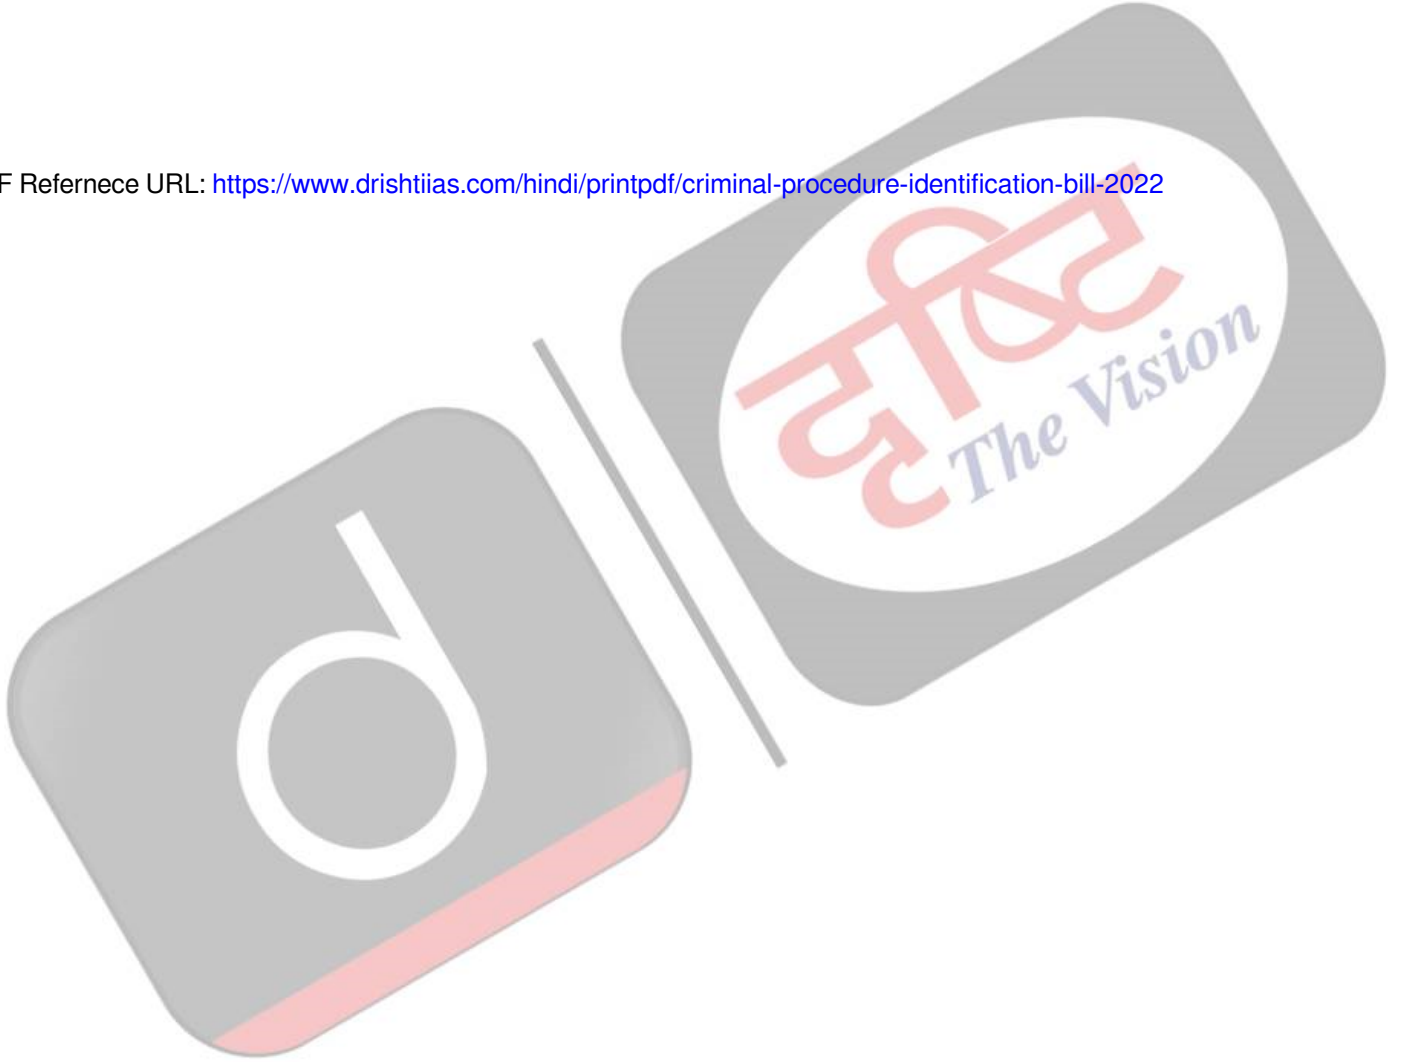 F Refernece URL: https://www.drishtiias.com/hindi/printpdf/criminal-procedure-identification-bill-2022
दृष्टि
The Vision
d